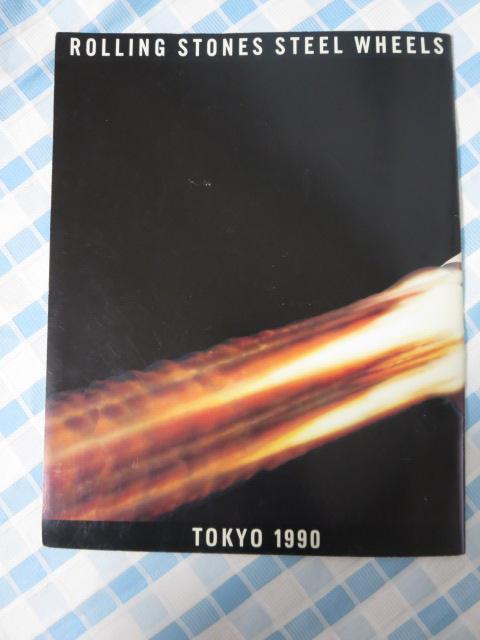 ROLLING STONES STEEL WHEELS
TOKYO 1990